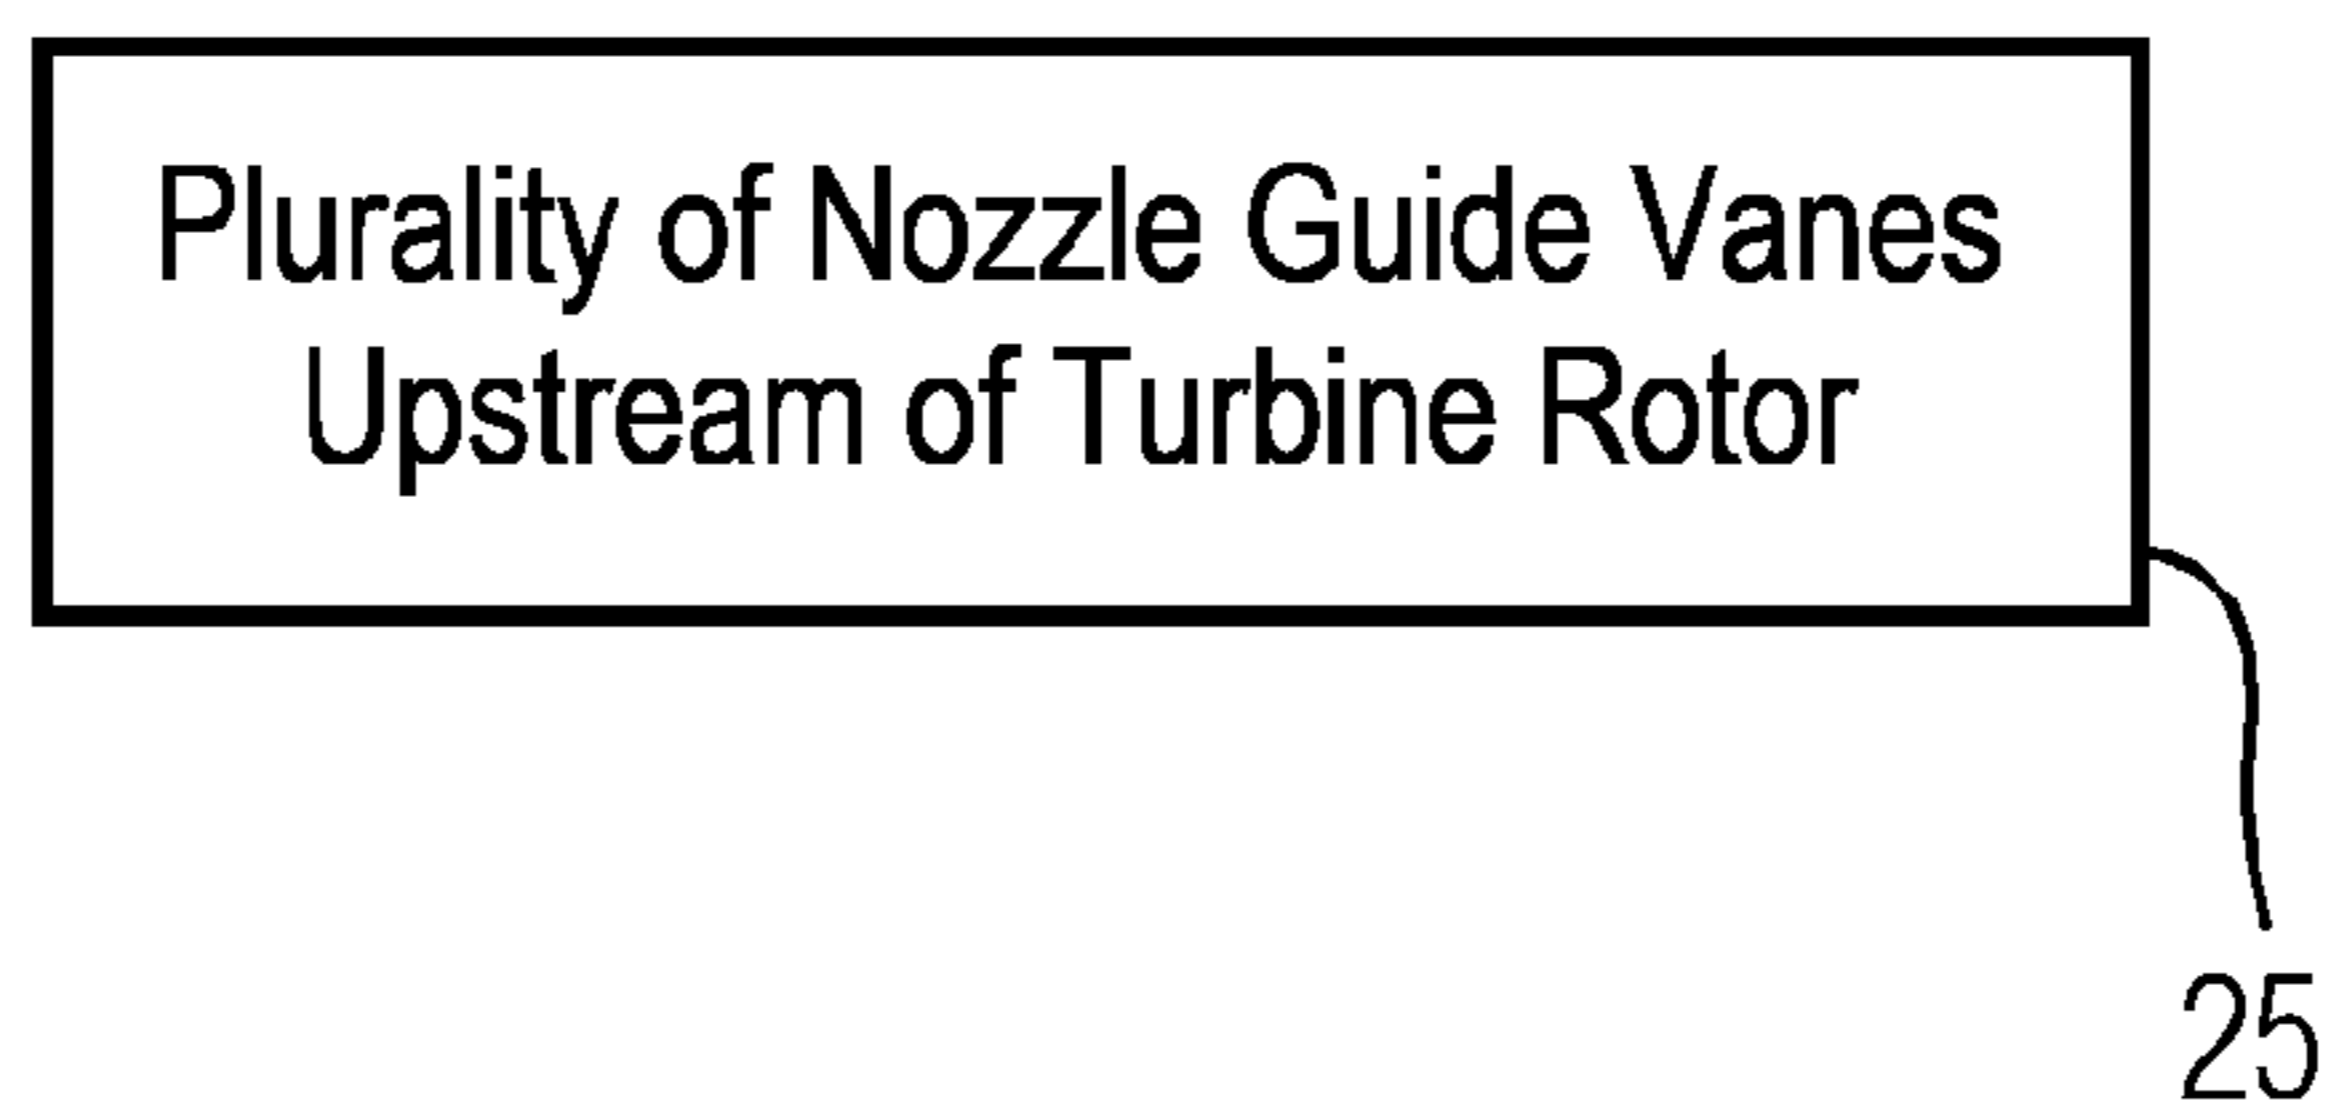 Plurality of Nozzle Guide Vanes
Upstream of Turbine Rotor
25